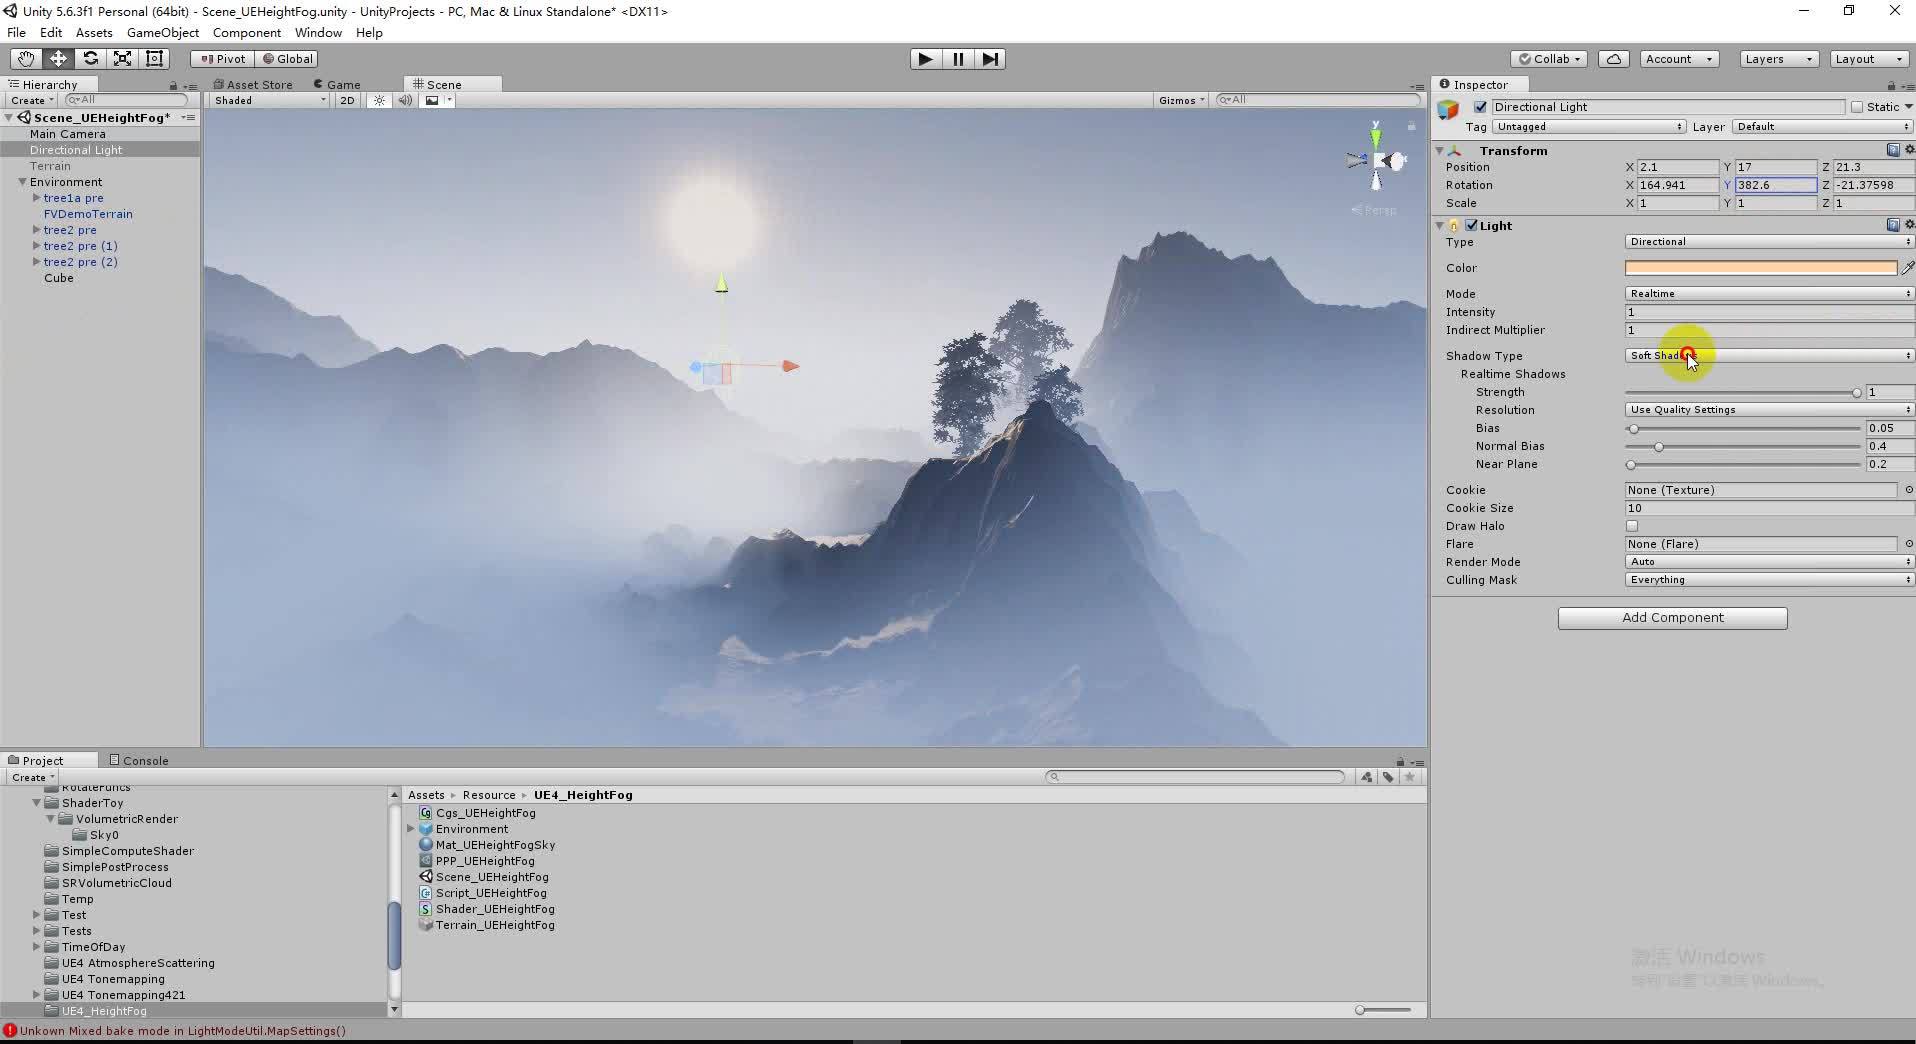 Unity 5.6.3f1 Personal (64bit) - Scene_UEHeightFog.unity - UnityProjects - PC, Mac & Linux Standalone* <DX11>
File Edit Assets GameObject Component Window Help
Pivot Global Collab Account Layers Layout
Hierarchy Asset Store Game Scene Inspector
Create All Shaded 2D Gizmos All
Scene_UEHeightFog*
Main Camera
Directional Light
Terrain
Environment
tree1a pre
FVDemoTerrain
tree2 pre
tree2 pre (1)
tree2 pre (2)
Cube
y
x
Persp
Directional Light Static
Tag Untagged Layer Default
Transform
Position X 2.1 Y 17 Z 21.3
Rotation X 164.941 Y 382.6 Z -21.37598
Scale X 1 Y 1 Z 1
Light
Type Directional
Color
Mode Realtime
Intensity 1
Indirect Multiplier 1
Shadow Type Soft Shadows
Realtime Shadows
Strength 1
Resolution Use Quality Settings
Bias 0.05
Normal Bias 0.4
Near Plane 0.2
Cookie None (Texture)
Cookie Size 10
Draw Halo
Flare None (Flare)
Render Mode Auto
Culling Mask Everything
Add Component
Project Console
Create
RotateFuncs
ShaderToy
VolumetricRender
Sky0
SimpleComputeShader
SimplePostProcess
SRVolumetricCloud
Temp
Test
Tests
TimeOfDay
UE4 AtmosphereScattering
UE4 Tonemapping
UE4 Tonemapping421
UE4_HeightFog
Assets Resource UE4_HeightFog
Cgs_UEHeightFog
Environment
Mat_UEHeightFogSky
PPP_UEHeightFog
Scene_UEHeightFog
Script_UEHeightFog
Shader_UEHeightFog
Terrain_UEHeightFog
激活 Windows
转到"设置"以激活 Windows。
Unkown Mixed bake mode in LightModeUtil.MapSettings()